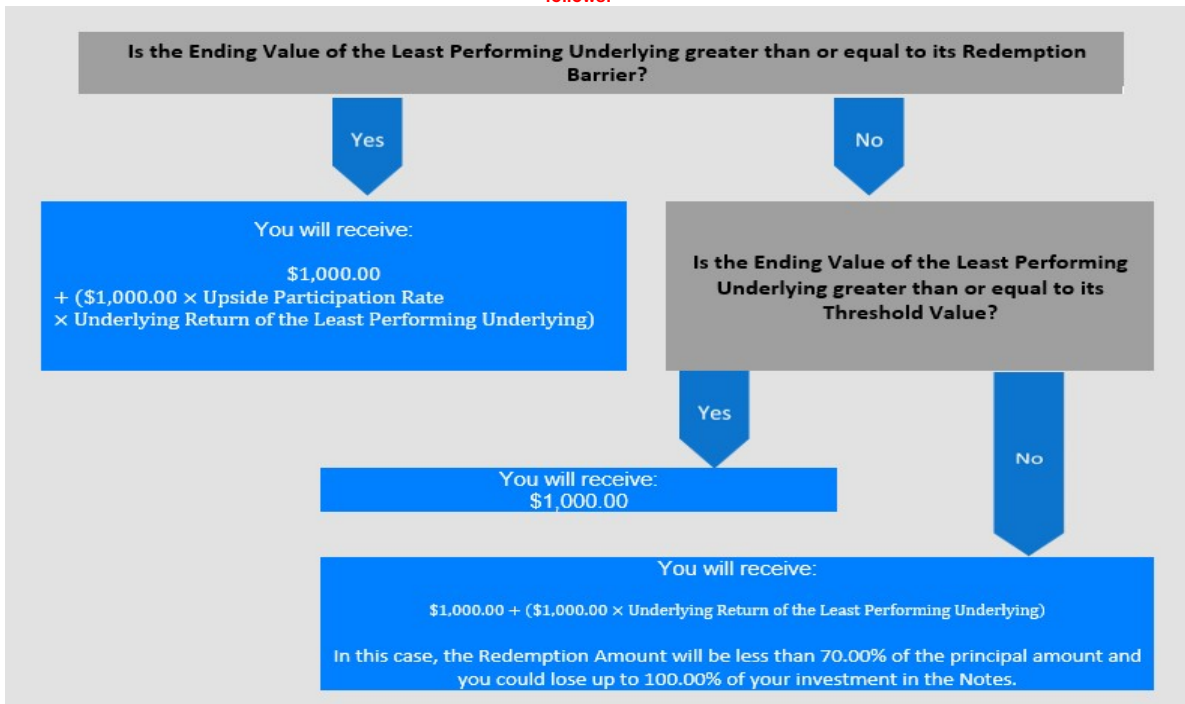 follows:
Is the Ending Value of the Least Performing Underlying greater than or equal to its Redemption
Barrier?
Yes
No
You will receive:
$1,000.00
+ ($1,000.00 × Upside Participation Rate
× Underlying Return of the Least Performing Underlying)
Is the Ending Value of the Least Performing
Underlying greater than or equal to its
Threshold Value?
Yes
No
You will receive:
$1,000.00
You will receive:
$1,000.00 + ($1,000.00 × Underlying Return of the Least Performing Underlying)
In this case, the Redemption Amount will be less than 70.00% of the principal amount and
you could lose up to 100.00% of your investment in the Notes.